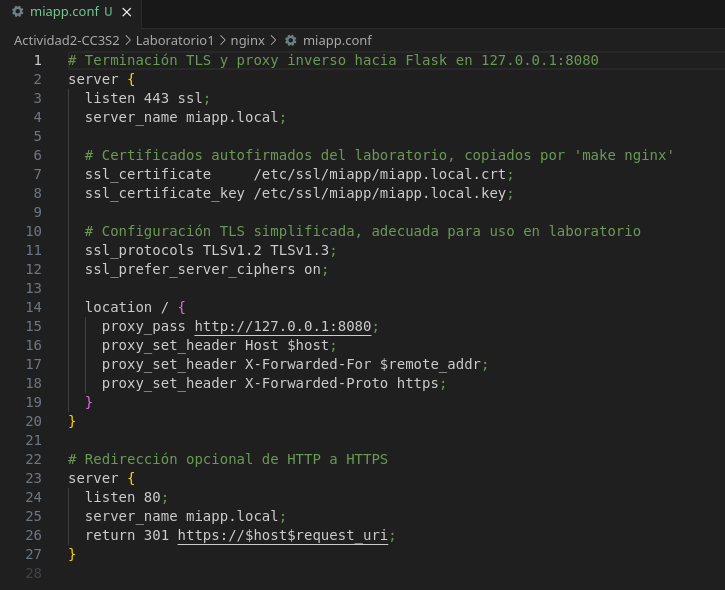 miapp.conf U
Actividad2-CC3S2 > Laboratorio1 > nginx > miapp.conf
1 # Terminación TLS y proxy inverso hacia Flask en 127.0.0.1:8080
2 server {
3   listen 443 ssl;
4   server_name miapp.local;
5
6   # Certificados autofirmados del laboratorio, copiados por 'make nginx'
7   ssl_certificate     /etc/ssl/miapp/miapp.local.crt;
8   ssl_certificate_key /etc/ssl/miapp/miapp.local.key;
9
10   # Configuración TLS simplificada, adecuada para uso en laboratorio
11   ssl_protocols TLSv1.2 TLSv1.3;
12   ssl_prefer_server_ciphers on;
13
14   location / {
15     proxy_pass http://127.0.0.1:8080;
16     proxy_set_header Host $host;
17     proxy_set_header X-Forwarded-For $remote_addr;
18     proxy_set_header X-Forwarded-Proto https;
19   }
20 }
21
22 # Redirección opcional de HTTP a HTTPS
23 server {
24   listen 80;
25   server_name miapp.local;
26   return 301 https://$host$request_uri;
27 }
28